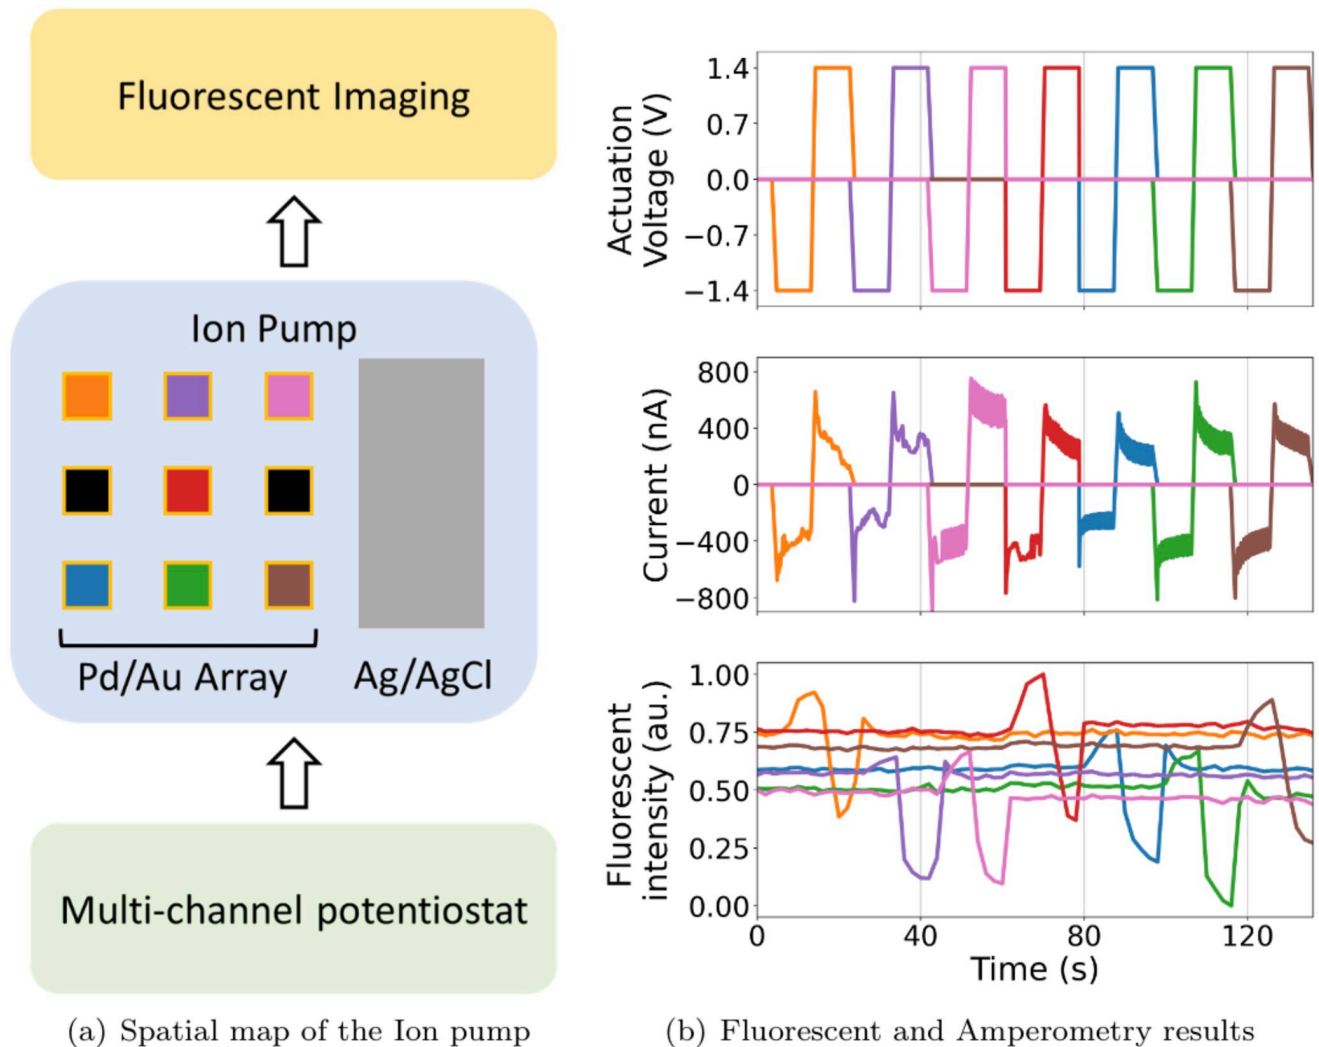 Fluorescent Imaging
Ion Pump
Pd/Au Array
Ag/AgCl
Multi-channel potentiostat
(a) Spatial map of the Ion pump
Actuation
Voltage (V)
1.4
0.7
0.0
−0.7
−1.4
Current (nA)
800
400
0
−400
−800
Fluorescent
intensity (au.)
1.00
0.75
0.50
0.25
0.00
0 40 80 120
Time (s)
(b) Fluorescent and Amperometry results